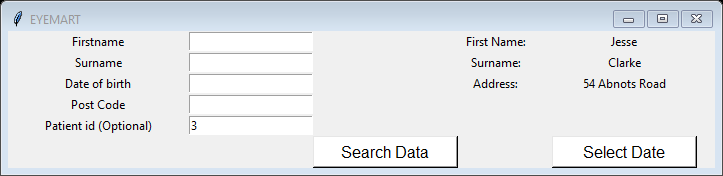 EYEMART
Firstname First Name: Jesse
Surname Surname: Clarke
Date of birth Address: 54 Abnots Road
Post Code
Patient id (Optional) 3
Search Data Select Date